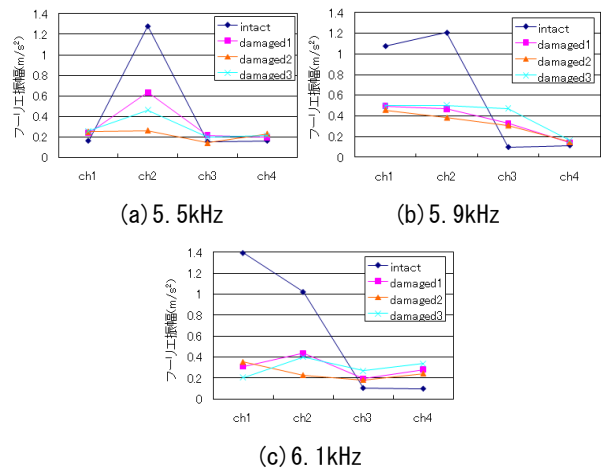 フーリエ振幅(m/s²)
1.4
1.2
1
0.8
0.6
0.4
0.2
0
ch1 ch2 ch3 ch4
intact
damaged1
damaged2
damaged3
(a)5.5kHz
フーリエ振幅(m/s²)
1.4
1.2
1
0.8
0.6
0.4
0.2
0
ch1 ch2 ch3 ch4
intact
damaged1
damaged2
damaged3
(b)5.9kHz
フーリエ振幅(m/s²)
1.4
1.2
1
0.8
0.6
0.4
0.2
0
ch1 ch2 ch3 ch4
intact
damaged1
damaged2
damaged3
(c)6.1kHz